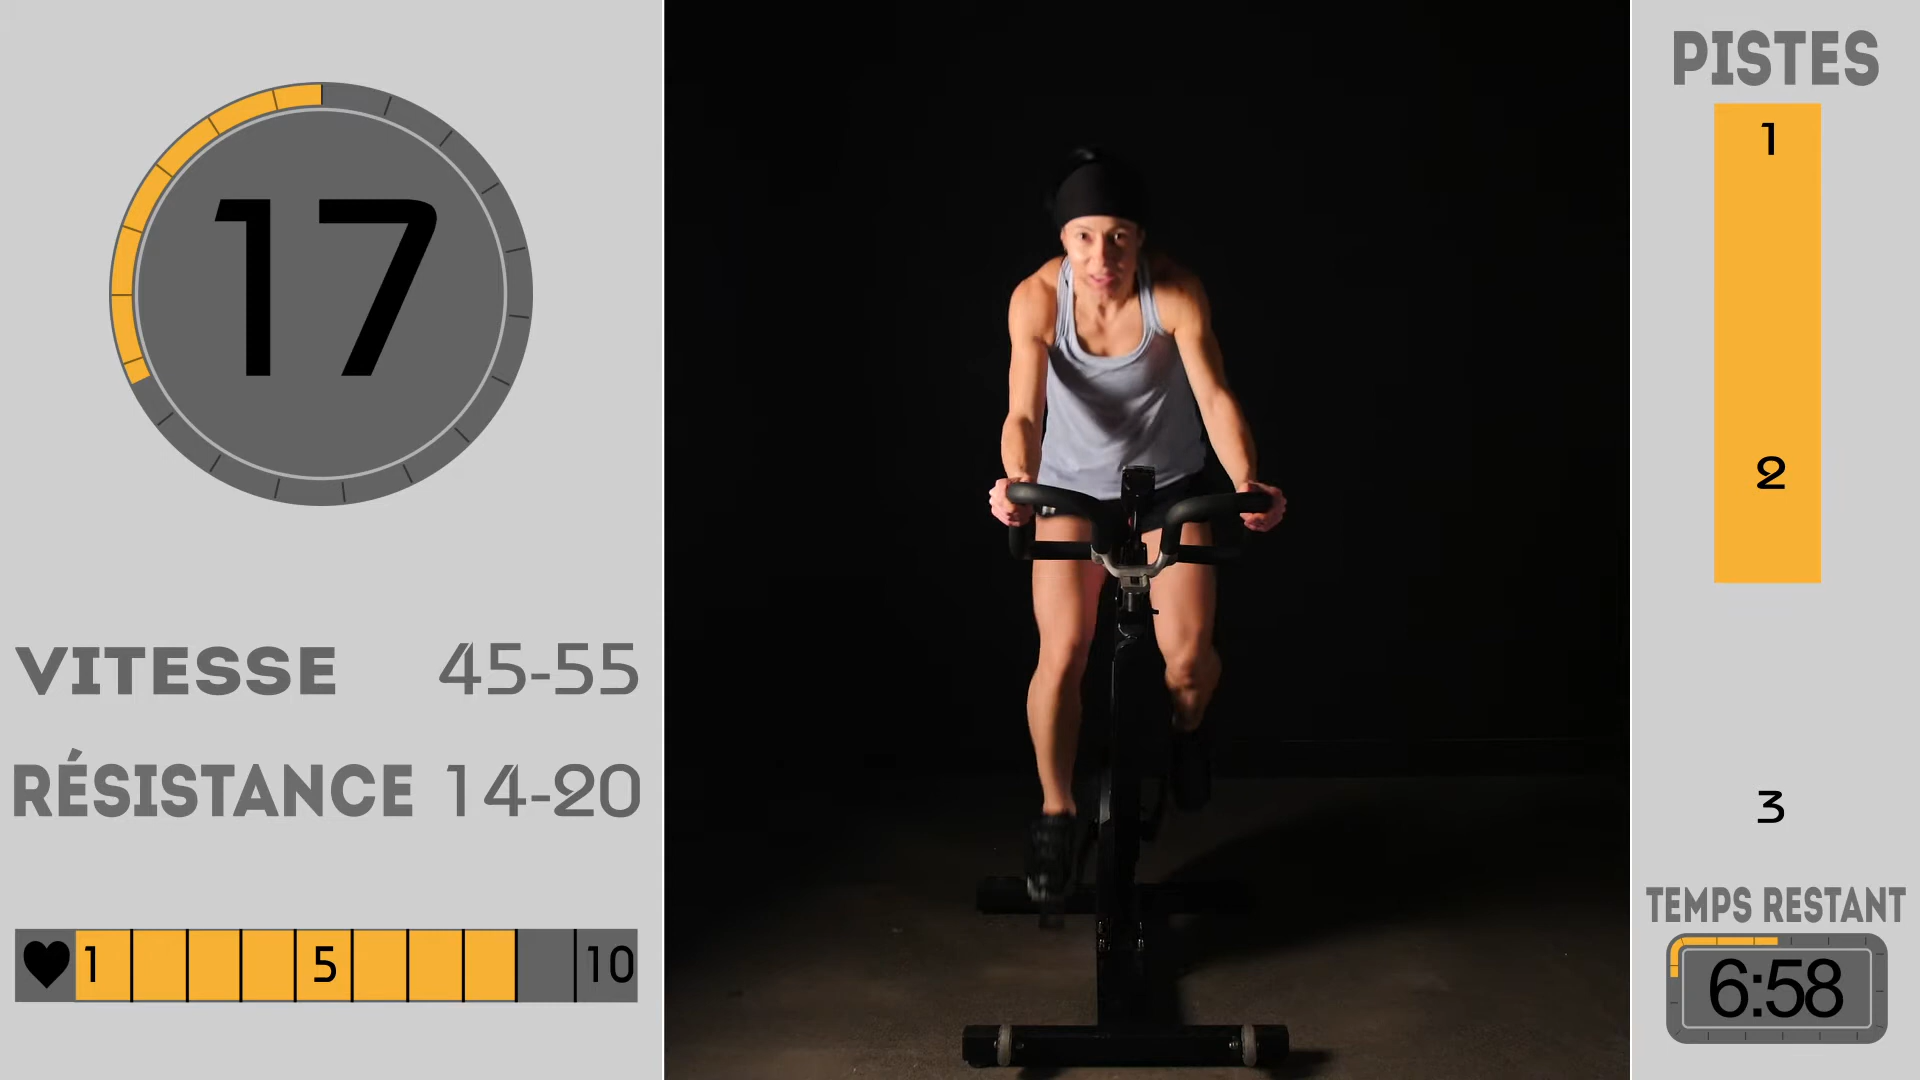 17
VITESSE 45-55
RÉSISTANCE 14-20
1 5 10
PISTES
1
2
3
TEMPS RESTANT
6:58